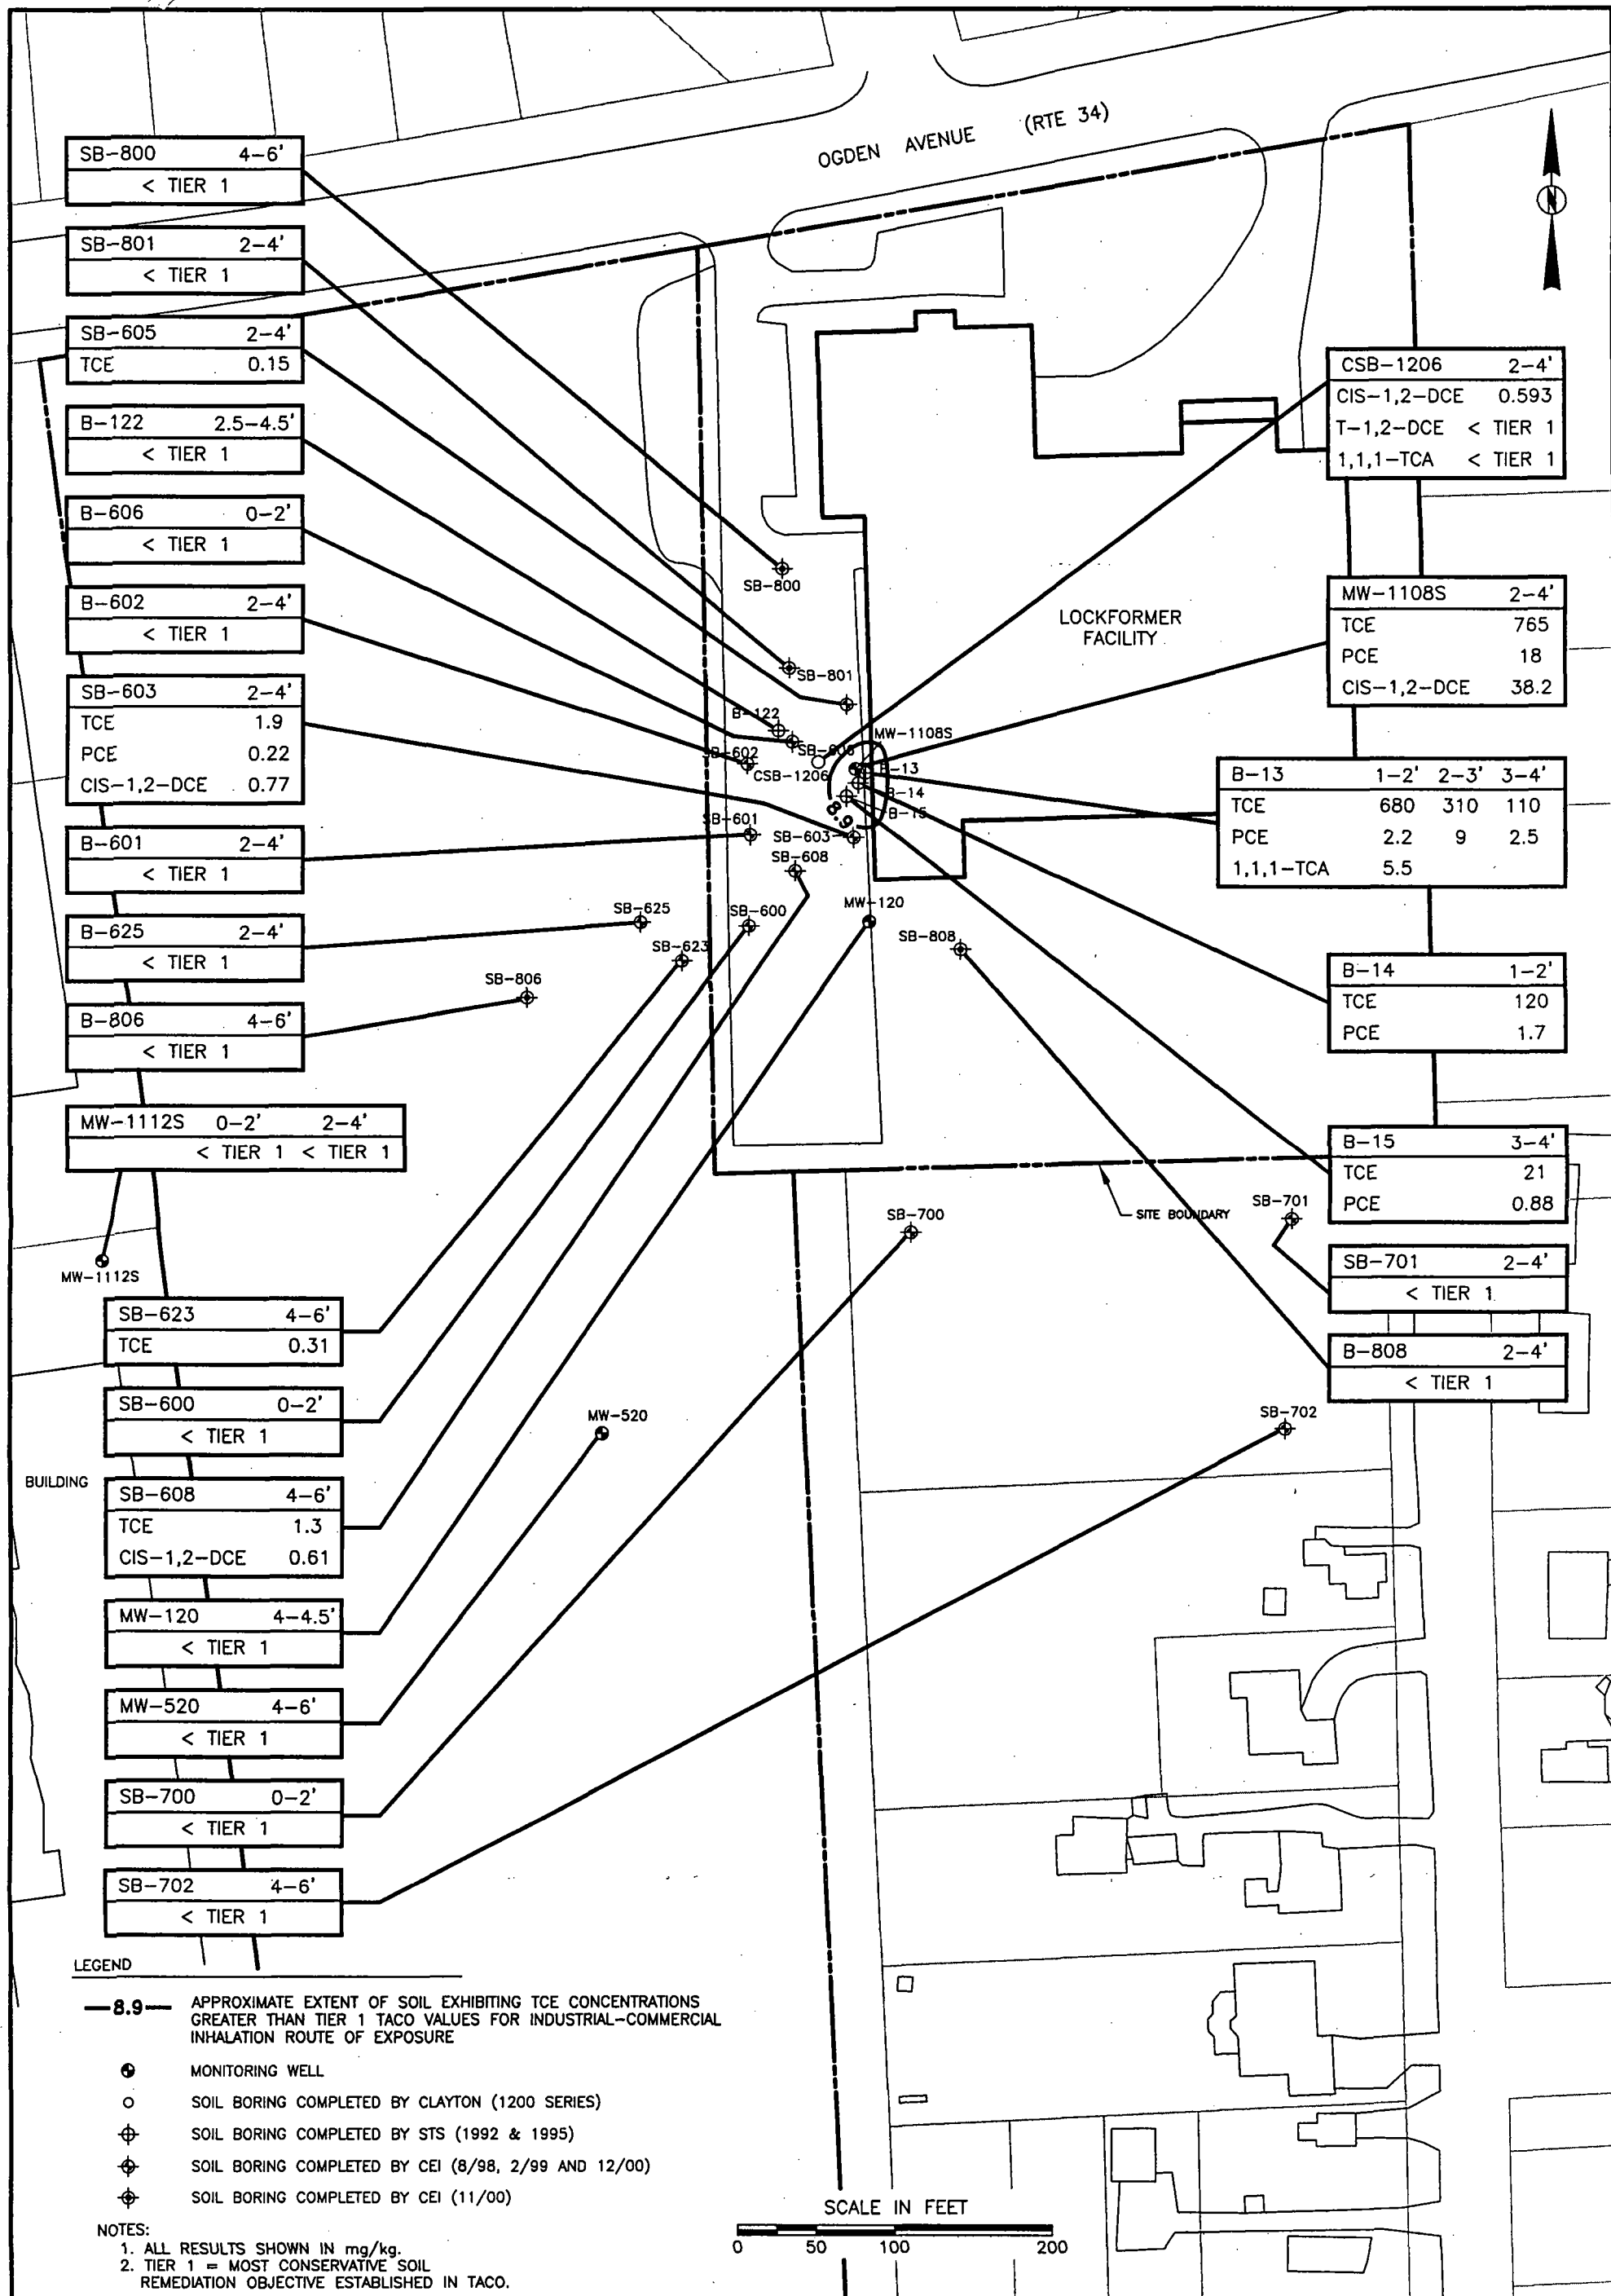 OGDEN AVENUE (RTE 34)
SB-800 4-6'
< TIER 1
SB-801 2-4'
< TIER 1
SB-605 2-4'
TCE 0.15
B-122 2.5-4.5'
< TIER 1
B-606 0-2'
< TIER 1
B-602 2-4'
< TIER 1
SB-603 2-4'
TCE 1.9
PCE 0.22
CIS-1,2-DCE 0.77
B-601 2-4'
< TIER 1
B-625 2-4'
< TIER 1
B-806 4-6'
< TIER 1
MW-1112S 0-2' 2-4'
< TIER 1 < TIER 1
MW-1112S
SB-623 4-6'
TCE 0.31
SB-600 0-2'
< TIER 1
BUILDING
SB-608 4-6'
TCE 1.3
CIS-1,2-DCE 0.61
MW-120 4-4.5'
< TIER 1
MW-520 4-6'
< TIER 1
SB-700 0-2'
< TIER 1
SB-702 4-6'
< TIER 1
N
CSB-1206 2-4'
CIS-1,2-DCE 0.593
T-1,2-DCE < TIER 1
1,1,1-TCA < TIER 1
MW-1108S 2-4'
TCE 765
PCE 18
CIS-1,2-DCE 38.2
B-13 1-2' 2-3' 3-4'
TCE 680 310 110
PCE 2.2 9 2.5
1,1,1-TCA 5.5
B-14 1-2'
TCE 120
PCE 1.7
B-15 3-4'
TCE 21
PCE 0.88
SB-701 2-4'
< TIER 1
B-808 2-4'
< TIER 1
LOCKFORMER
FACILITY
SB-800
SB-801
B-122
SB-606
SB-602
CSB-1206
MW-1108S
B-13
B-14
B-15
8.9
SB-601
SB-603
SB-608
SB-625
SB-600
MW-120
SB-623
SB-808
SB-806
SB-700
SITE BOUNDARY
SB-701
MW-520
SB-702
LEGEND
8.9 APPROXIMATE EXTENT OF SOIL EXHIBITING TCE CONCENTRATIONS
GREATER THAN TIER 1 TACO VALUES FOR INDUSTRIAL-COMMERCIAL
INHALATION ROUTE OF EXPOSURE
MONITORING WELL
SOIL BORING COMPLETED BY CLAYTON (1200 SERIES)
SOIL BORING COMPLETED BY STS (1992 & 1995)
SOIL BORING COMPLETED BY CEI (8/98, 2/99 AND 12/00)
SOIL BORING COMPLETED BY CEI (11/00)
NOTES:
1. ALL RESULTS SHOWN IN mg/kg.
2. TIER 1 = MOST CONSERVATIVE SOIL
REMEDIATION OBJECTIVE ESTABLISHED IN TACO.
SCALE IN FEET
0 50 100 200